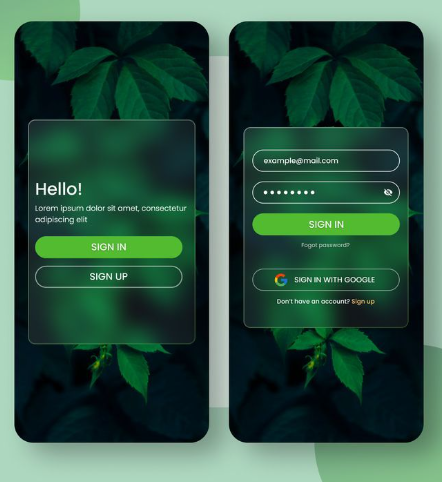 Hello!
Lorem ipsum dolor sit amet, consectetur
adipiscing elit
SIGN IN
SIGN UP
example@mail.com
SIGN IN
Fogot password?
SIGN IN WITH GOOGLE
Don't have an account? Sign up